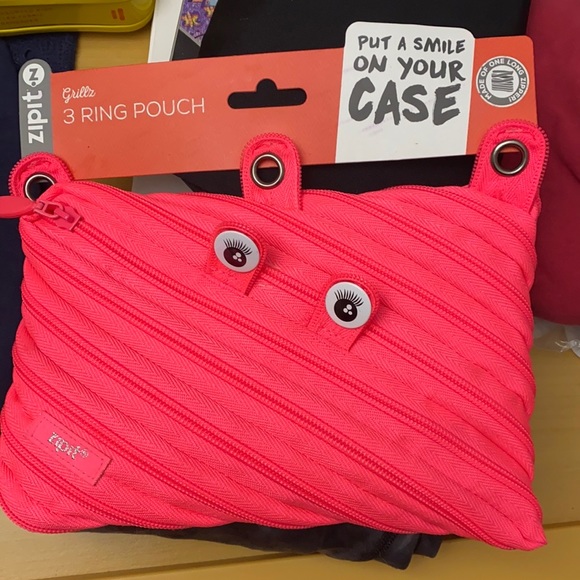 zipit
Grillz
3 RING POUCH
PUT A SMILE
ON YOUR
CASE
MADE OF ONE LONG ZIPPER!
zipit